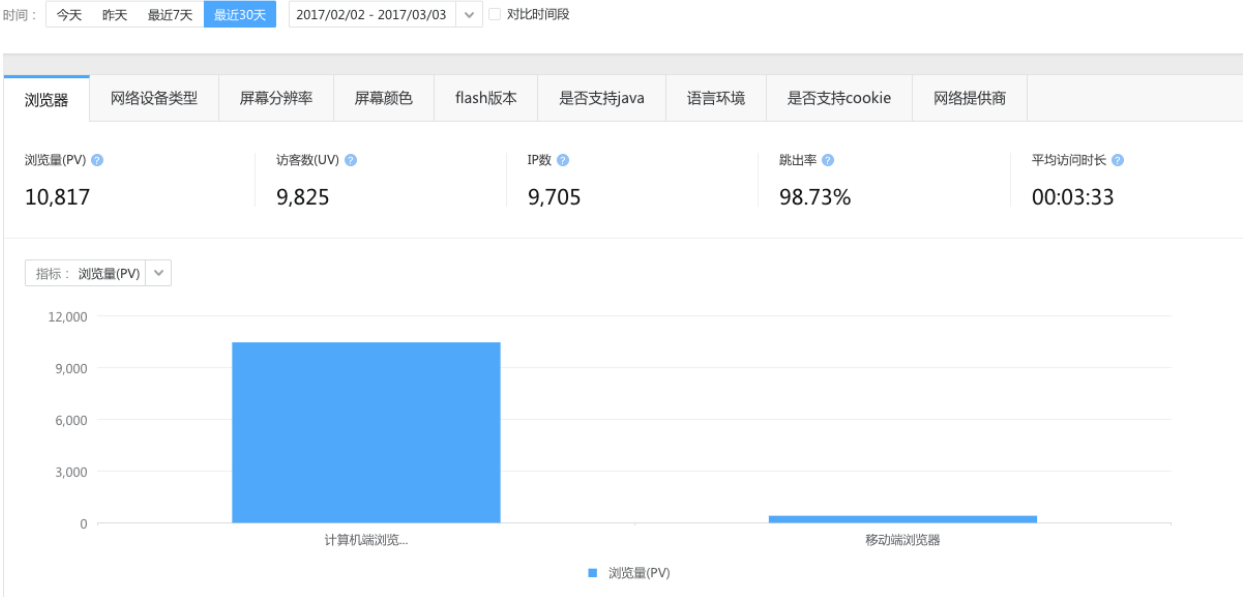 时间： 今天 昨天 最近7天 最近30天 2017/02/02 - 2017/03/03 对比时间段
浏览器 网络设备类型 屏幕分辨率 屏幕颜色 flash版本 是否支持java 语言环境 是否支持cookie 网络提供商
浏览量(PV) ? 访客数(UV) ? IP数 ? 跳出率 ? 平均访问时长 ?
10,817 9,825 9,705 98.73% 00:03:33
指标： 浏览量(PV)
12,000
9,000
6,000
3,000
0
计算机端浏览... 移动端浏览器
浏览量(PV)